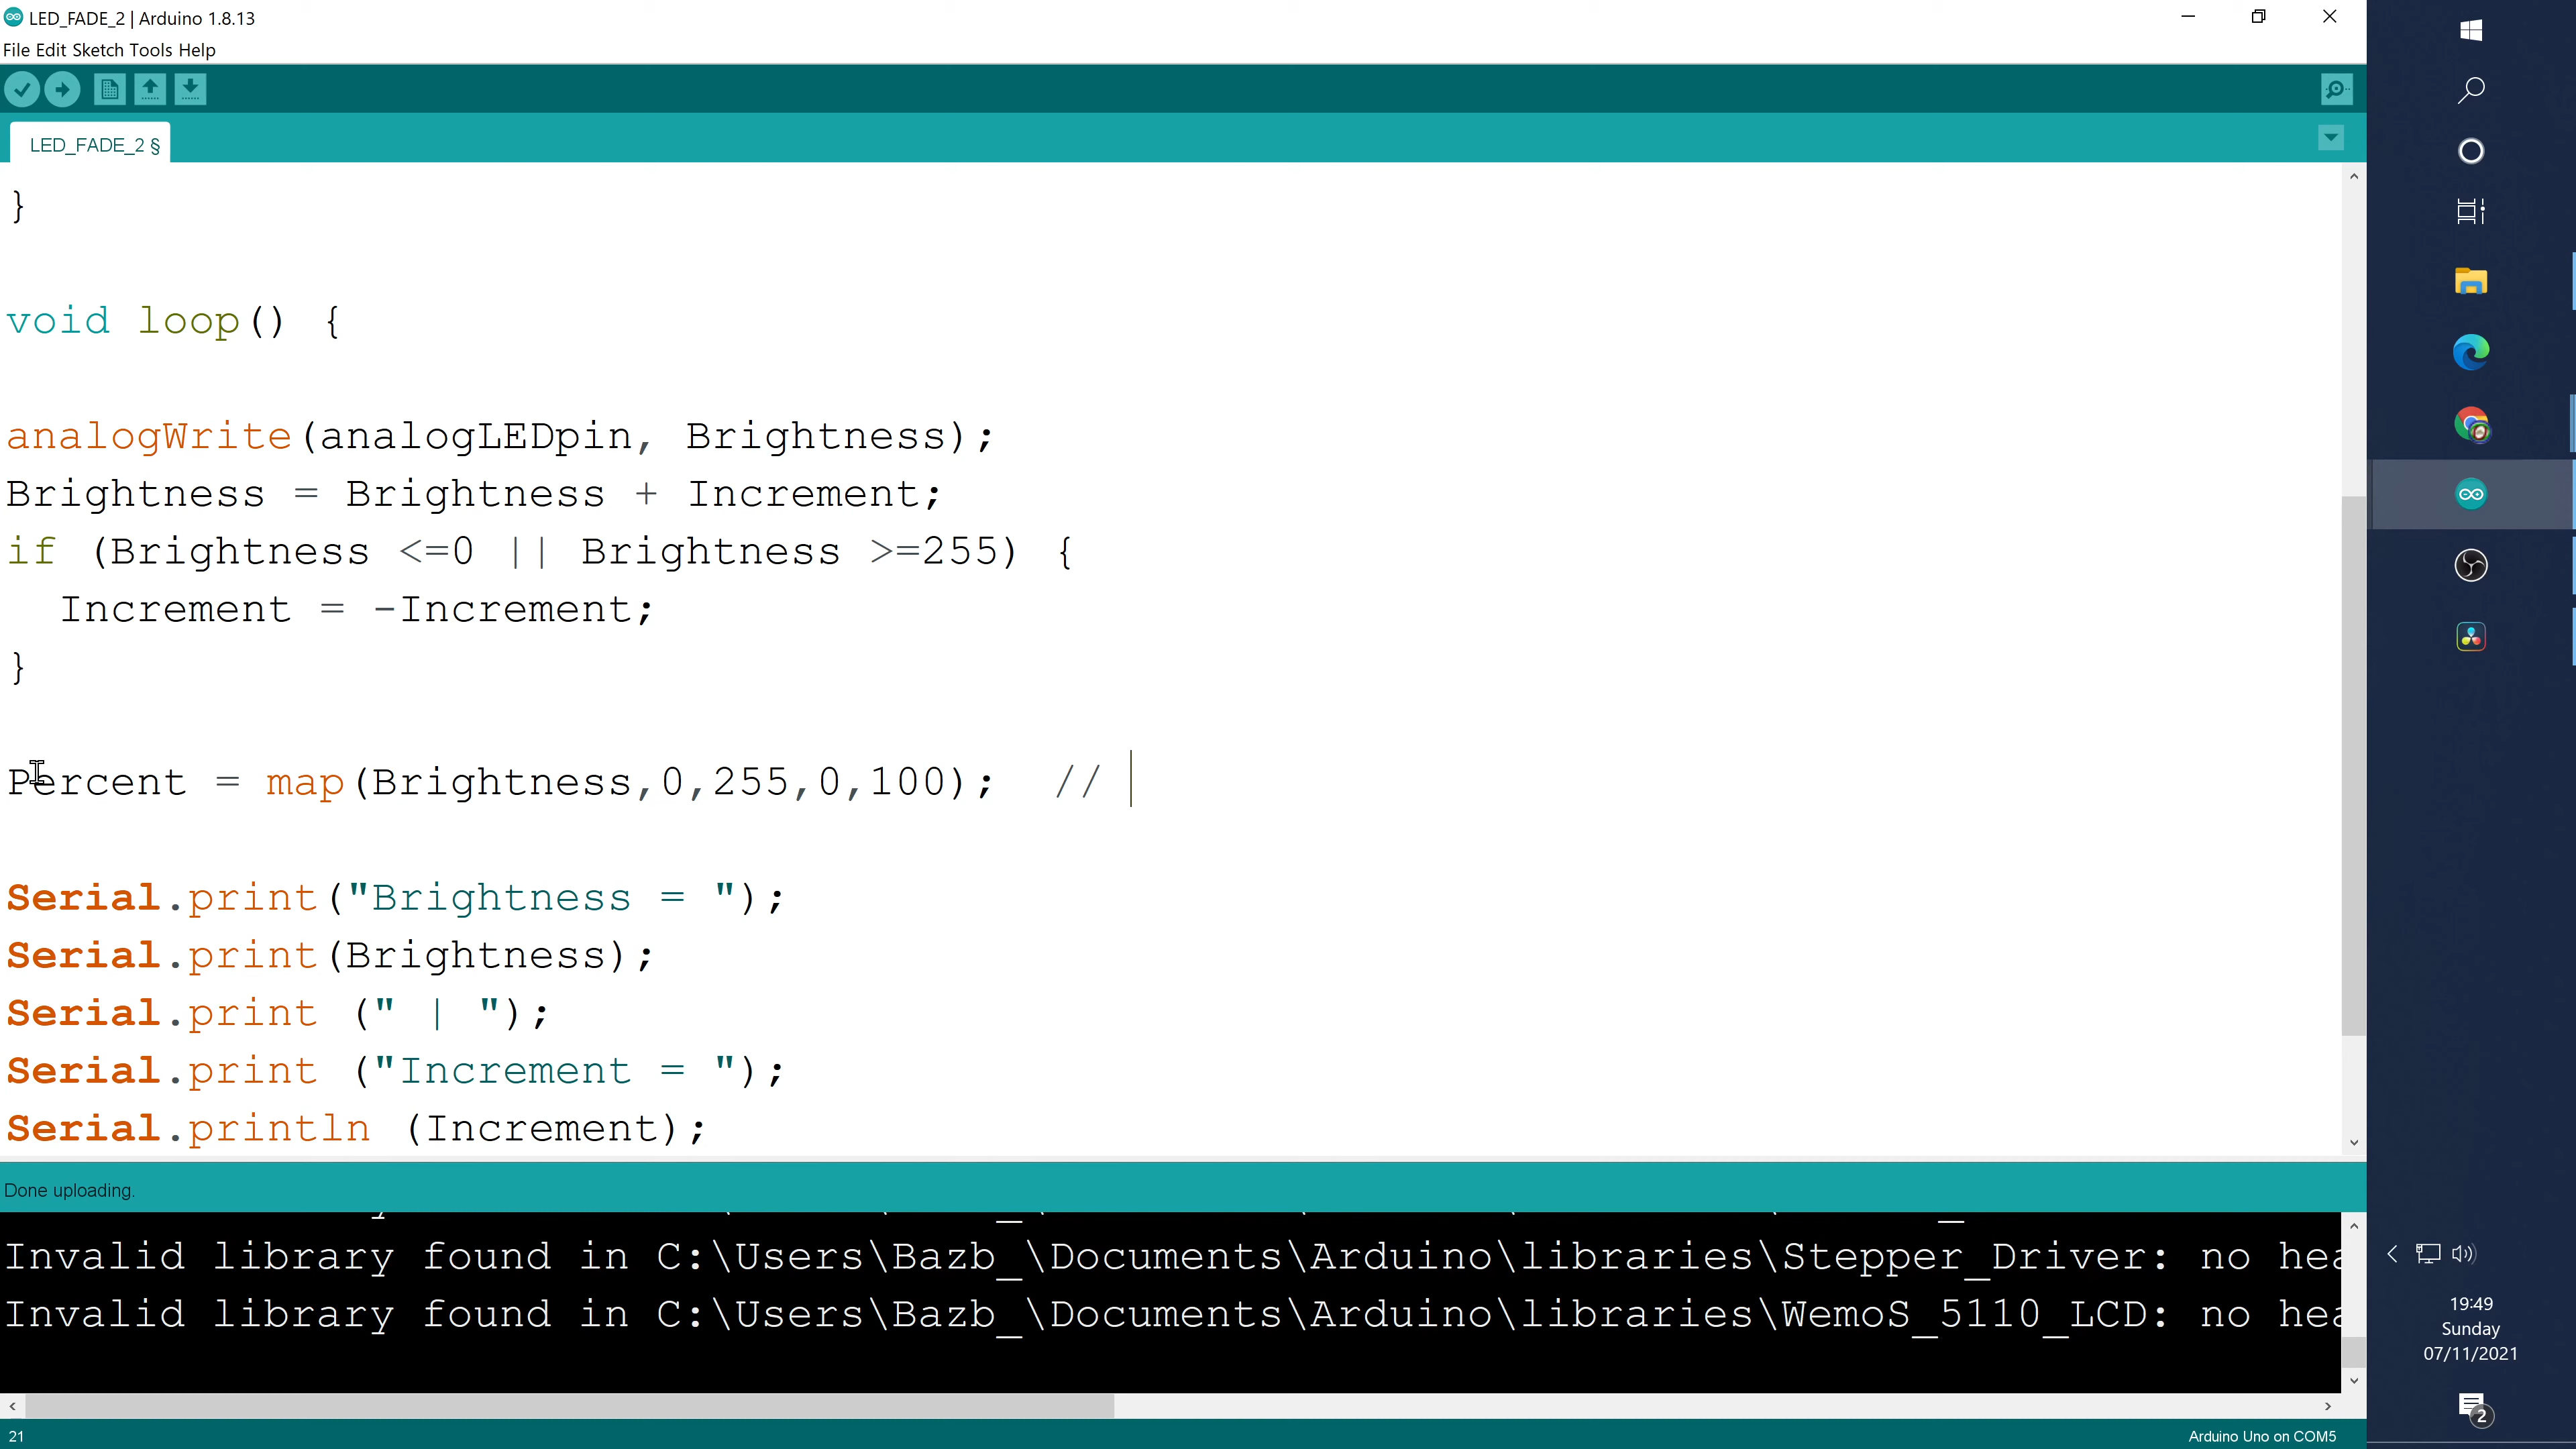 LED_FADE_2 | Arduino 1.8.13
File Edit Sketch Tools Help
LED_FADE_2 §
}
void loop() {
analogWrite(analogLEDpin, Brightness);
Brightness = Brightness + Increment;
if (Brightness <=0 || Brightness >=255) {
  Increment = -Increment;
}
Percent = map(Brightness,0,255,0,100);  //
Serial.print("Brightness = ");
Serial.print(Brightness);
Serial.print (" | ");
Serial.print ("Increment = ");
Serial.println (Increment);
Done uploading.
Invalid library found in C:\Users\Bazb_\Documents\Arduino\libraries\Stepper_Driver: no hea
Invalid library found in C:\Users\Bazb_\Documents\Arduino\libraries\WemoS_5110_LCD: no hea
21
Arduino Uno on COM5
19:49
Sunday
07/11/2021
2